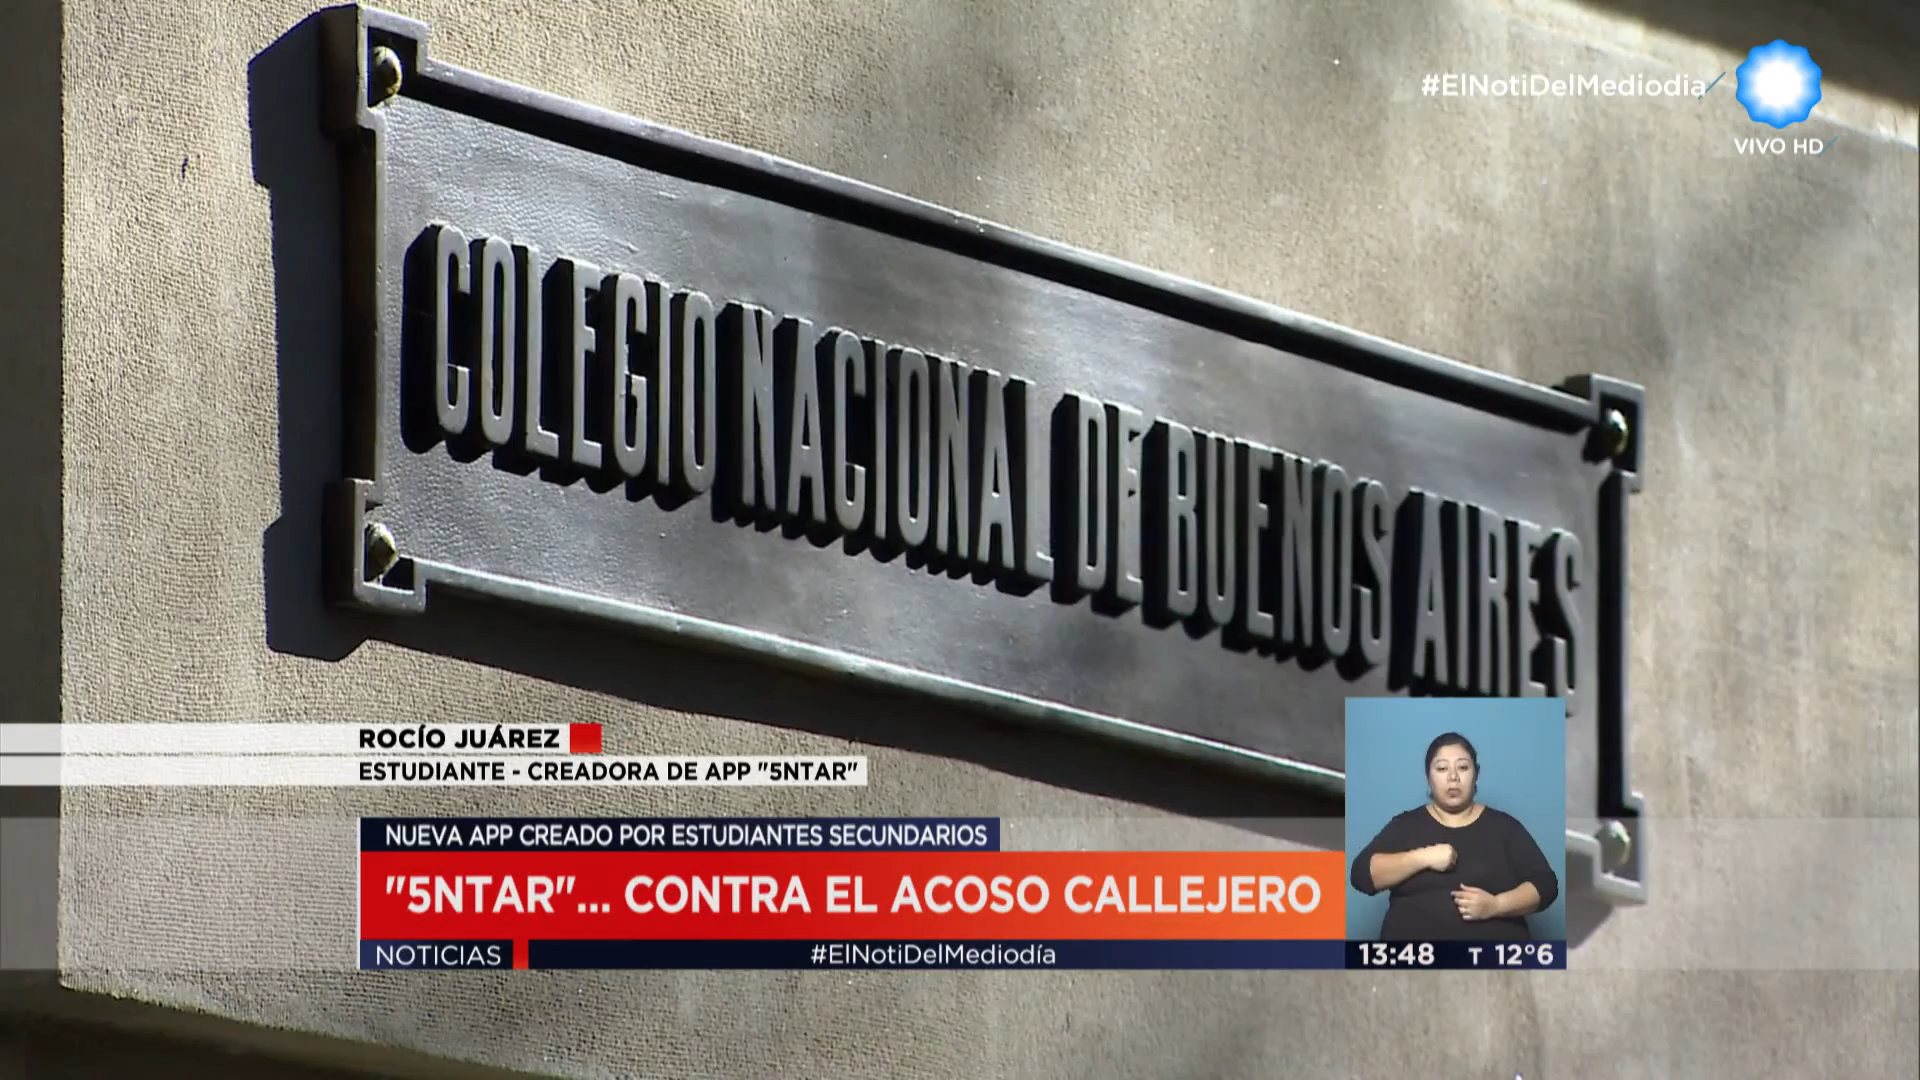 #ElNotiDelMediodia
VIVO HD
COLEGIO NACIONAL DE BUENOS AIRES
ROCÍO JUÁREZ
ESTUDIANTE - CREADORA DE APP "5NTAR"
NUEVA APP CREADO POR ESTUDIANTES SECUNDARIOS
"5NTAR"... CONTRA EL ACOSO CALLEJERO
NOTICIAS
#ElNotiDelMediodía
13:48 T 12°6